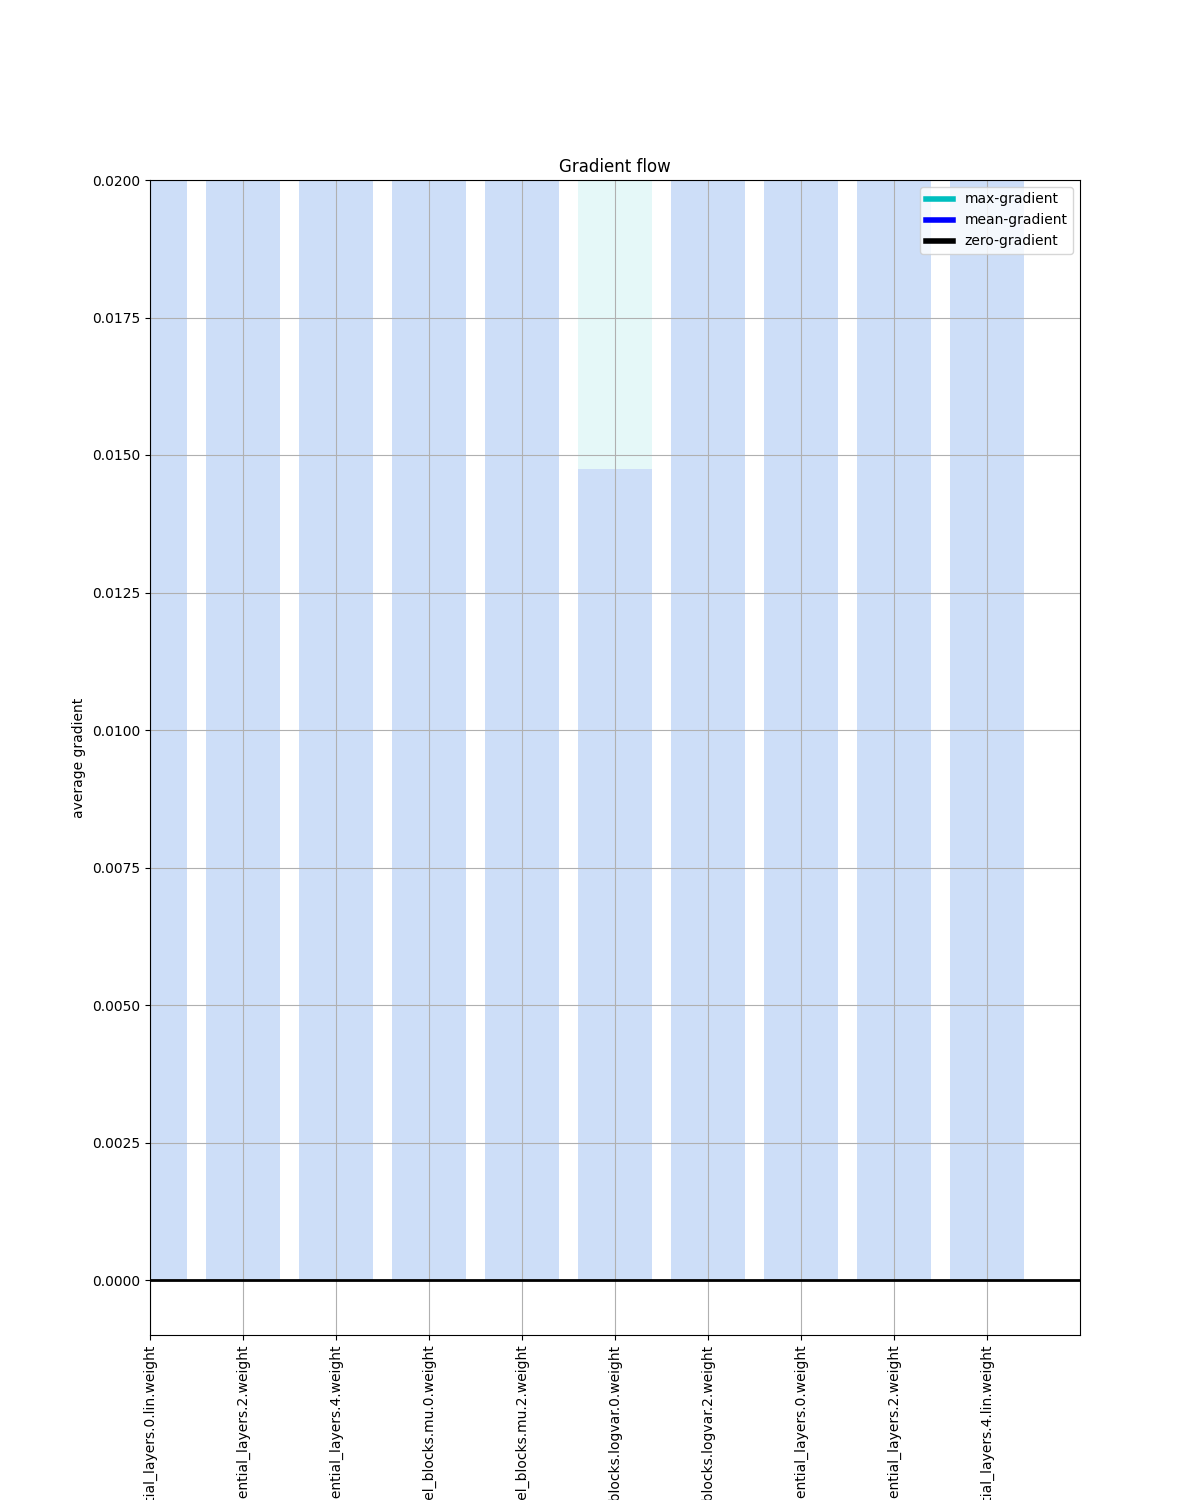 Gradient flow
max-gradient
mean-gradient
zero-gradient
0.0200
0.0175
0.0150
0.0125
0.0100
0.0075
0.0050
0.0025
0.0000
average gradient
tial_layers.0.lin.weight
ential_layers.2.weight
ential_layers.4.weight
el_blocks.mu.0.weight
el_blocks.mu.2.weight
blocks.logvar.0.weight
blocks.logvar.2.weight
ential_layers.0.weight
ential_layers.2.weight
tial_layers.4.lin.weight